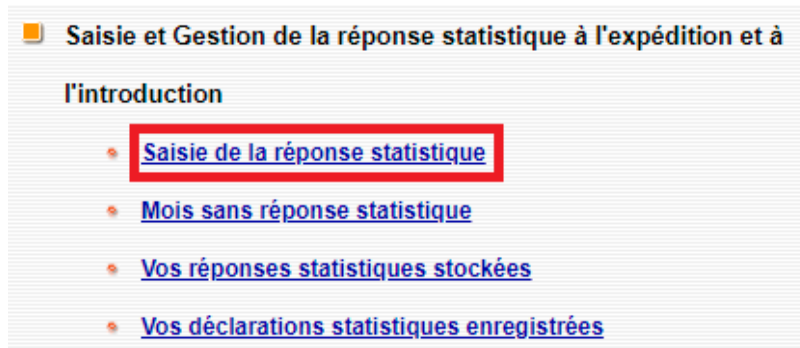 Saisie et Gestion de la réponse statistique à l'expédition et à
l'introduction
Saisie de la réponse statistique
Mois sans réponse statistique
Vos réponses statistiques stockées
Vos déclarations statistiques enregistrées